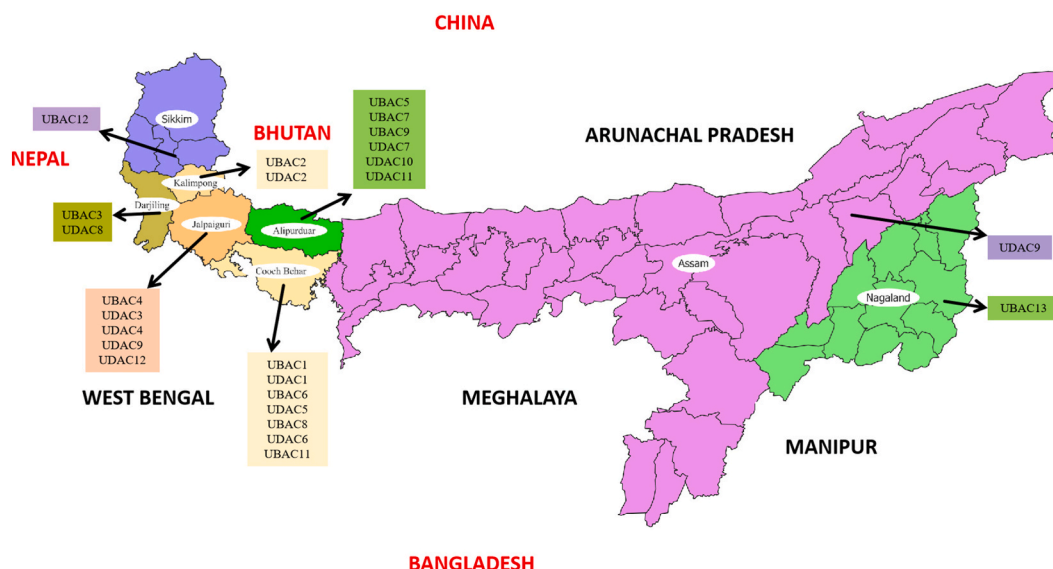 CHINA
Sikkim
UBAC12
BHUTAN
NEPAL
UBAC5
UBAC7
UBAC9
UDAC7
UDAC10
UDAC11
ARUNACHAL PRADESH
UBAC2
UDAC2
Kalimpong
Darjiling
UBAC3
UDAC8
Jalpaiguri
Alipurduar
Cooch Behar
Assam
UDAC9
Nagaland
UBAC13
UBAC4
UDAC3
UDAC4
UDAC9
UDAC12
WEST BENGAL
UBAC1
UDAC1
UBAC6
UDAC5
UBAC8
UDAC6
UBAC11
MEGHALAYA
MANIPUR
BANGLADESH